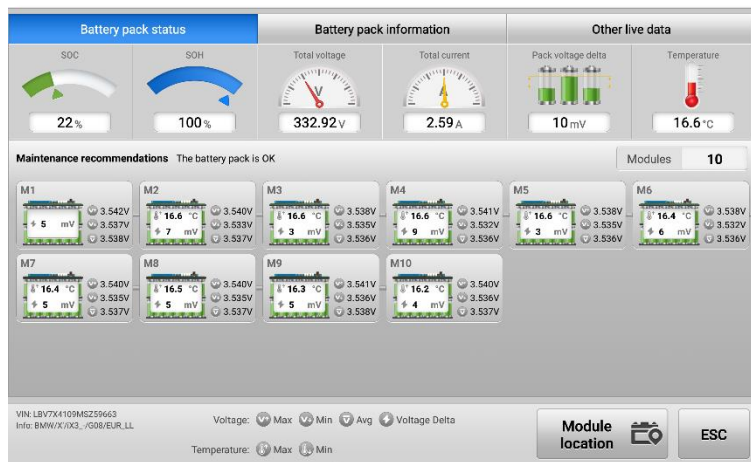 Battery pack status Battery pack information Other live data
SOC SOH Total voltage Total current Pack voltage delta Temperature
V A
22 % 100 % 332.92 V 2.59 A 10 mV 16.6 °C
Maintenance recommendations The battery pack is OK Modules 10
M1 M2 M3 M4 M5 M6
3.542V 16.6 °C 3.540V 16.6 °C 3.538V 16.6 °C 3.541V 16.6 °C 3.538V 16.4 °C 3.538V
5 mV 3.537V 7 mV 3.533V 3 mV 3.535V 9 mV 3.532V 3 mV 3.535V 6 mV 3.532V
3.538V 3.537V 3.536V 3.536V 3.536V 3.536V
M7 M8 M9 M10
16.4 °C 3.540V 16.5 °C 3.540V 16.3 °C 3.541V 16.2 °C 3.540V
5 mV 3.535V 5 mV 3.535V 5 mV 3.536V 4 mV 3.536V
3.537V 3.537V 3.538V 3.537V
VIN: LBV7X4109MSZ59663
Info: BMW/X'/iX3_-/G08/EUR_LL
Voltage: Max Min Avg Voltage Delta
Temperature: Max Min
Module location ESC